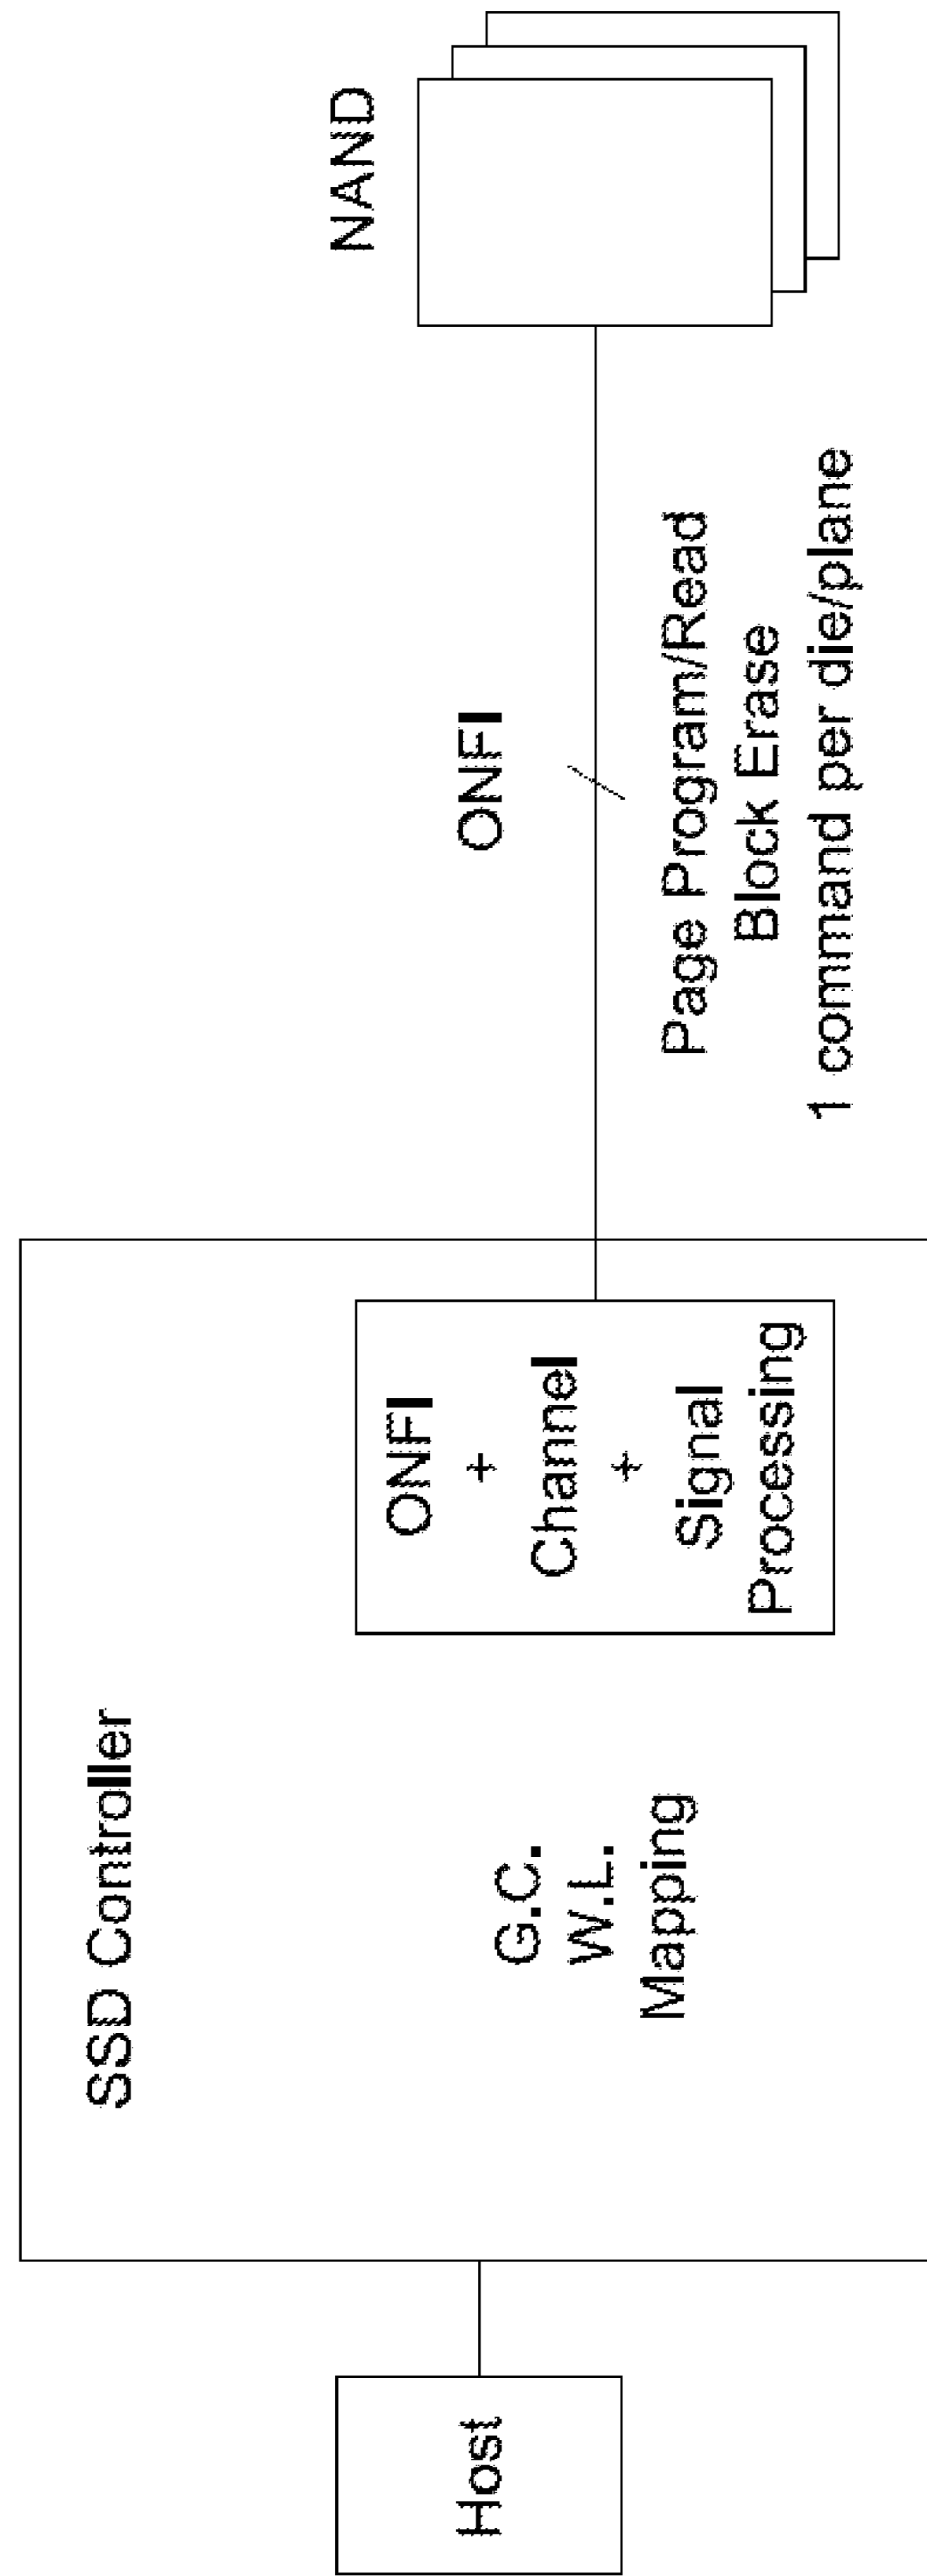 Host
SSD Controller
G.C.
W.L.
Mapping
ONFI
+
Channel
+
Signal
Processing
ONFI
Page Program/Read
Block Erase
1 command per die/plane
NAND